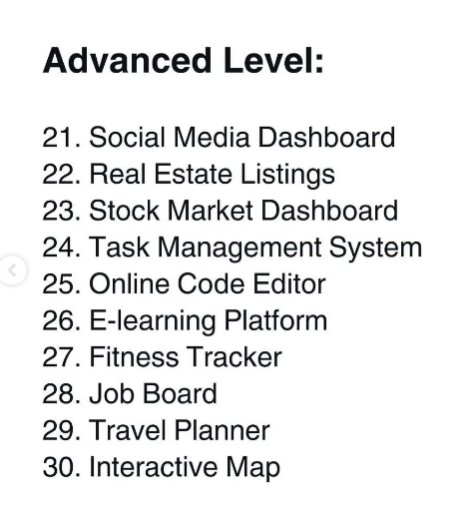 Advanced Level:
21. Social Media Dashboard
22. Real Estate Listings
23. Stock Market Dashboard
24. Task Management System
25. Online Code Editor
26. E-learning Platform
27. Fitness Tracker
28. Job Board
29. Travel Planner
30. Interactive Map